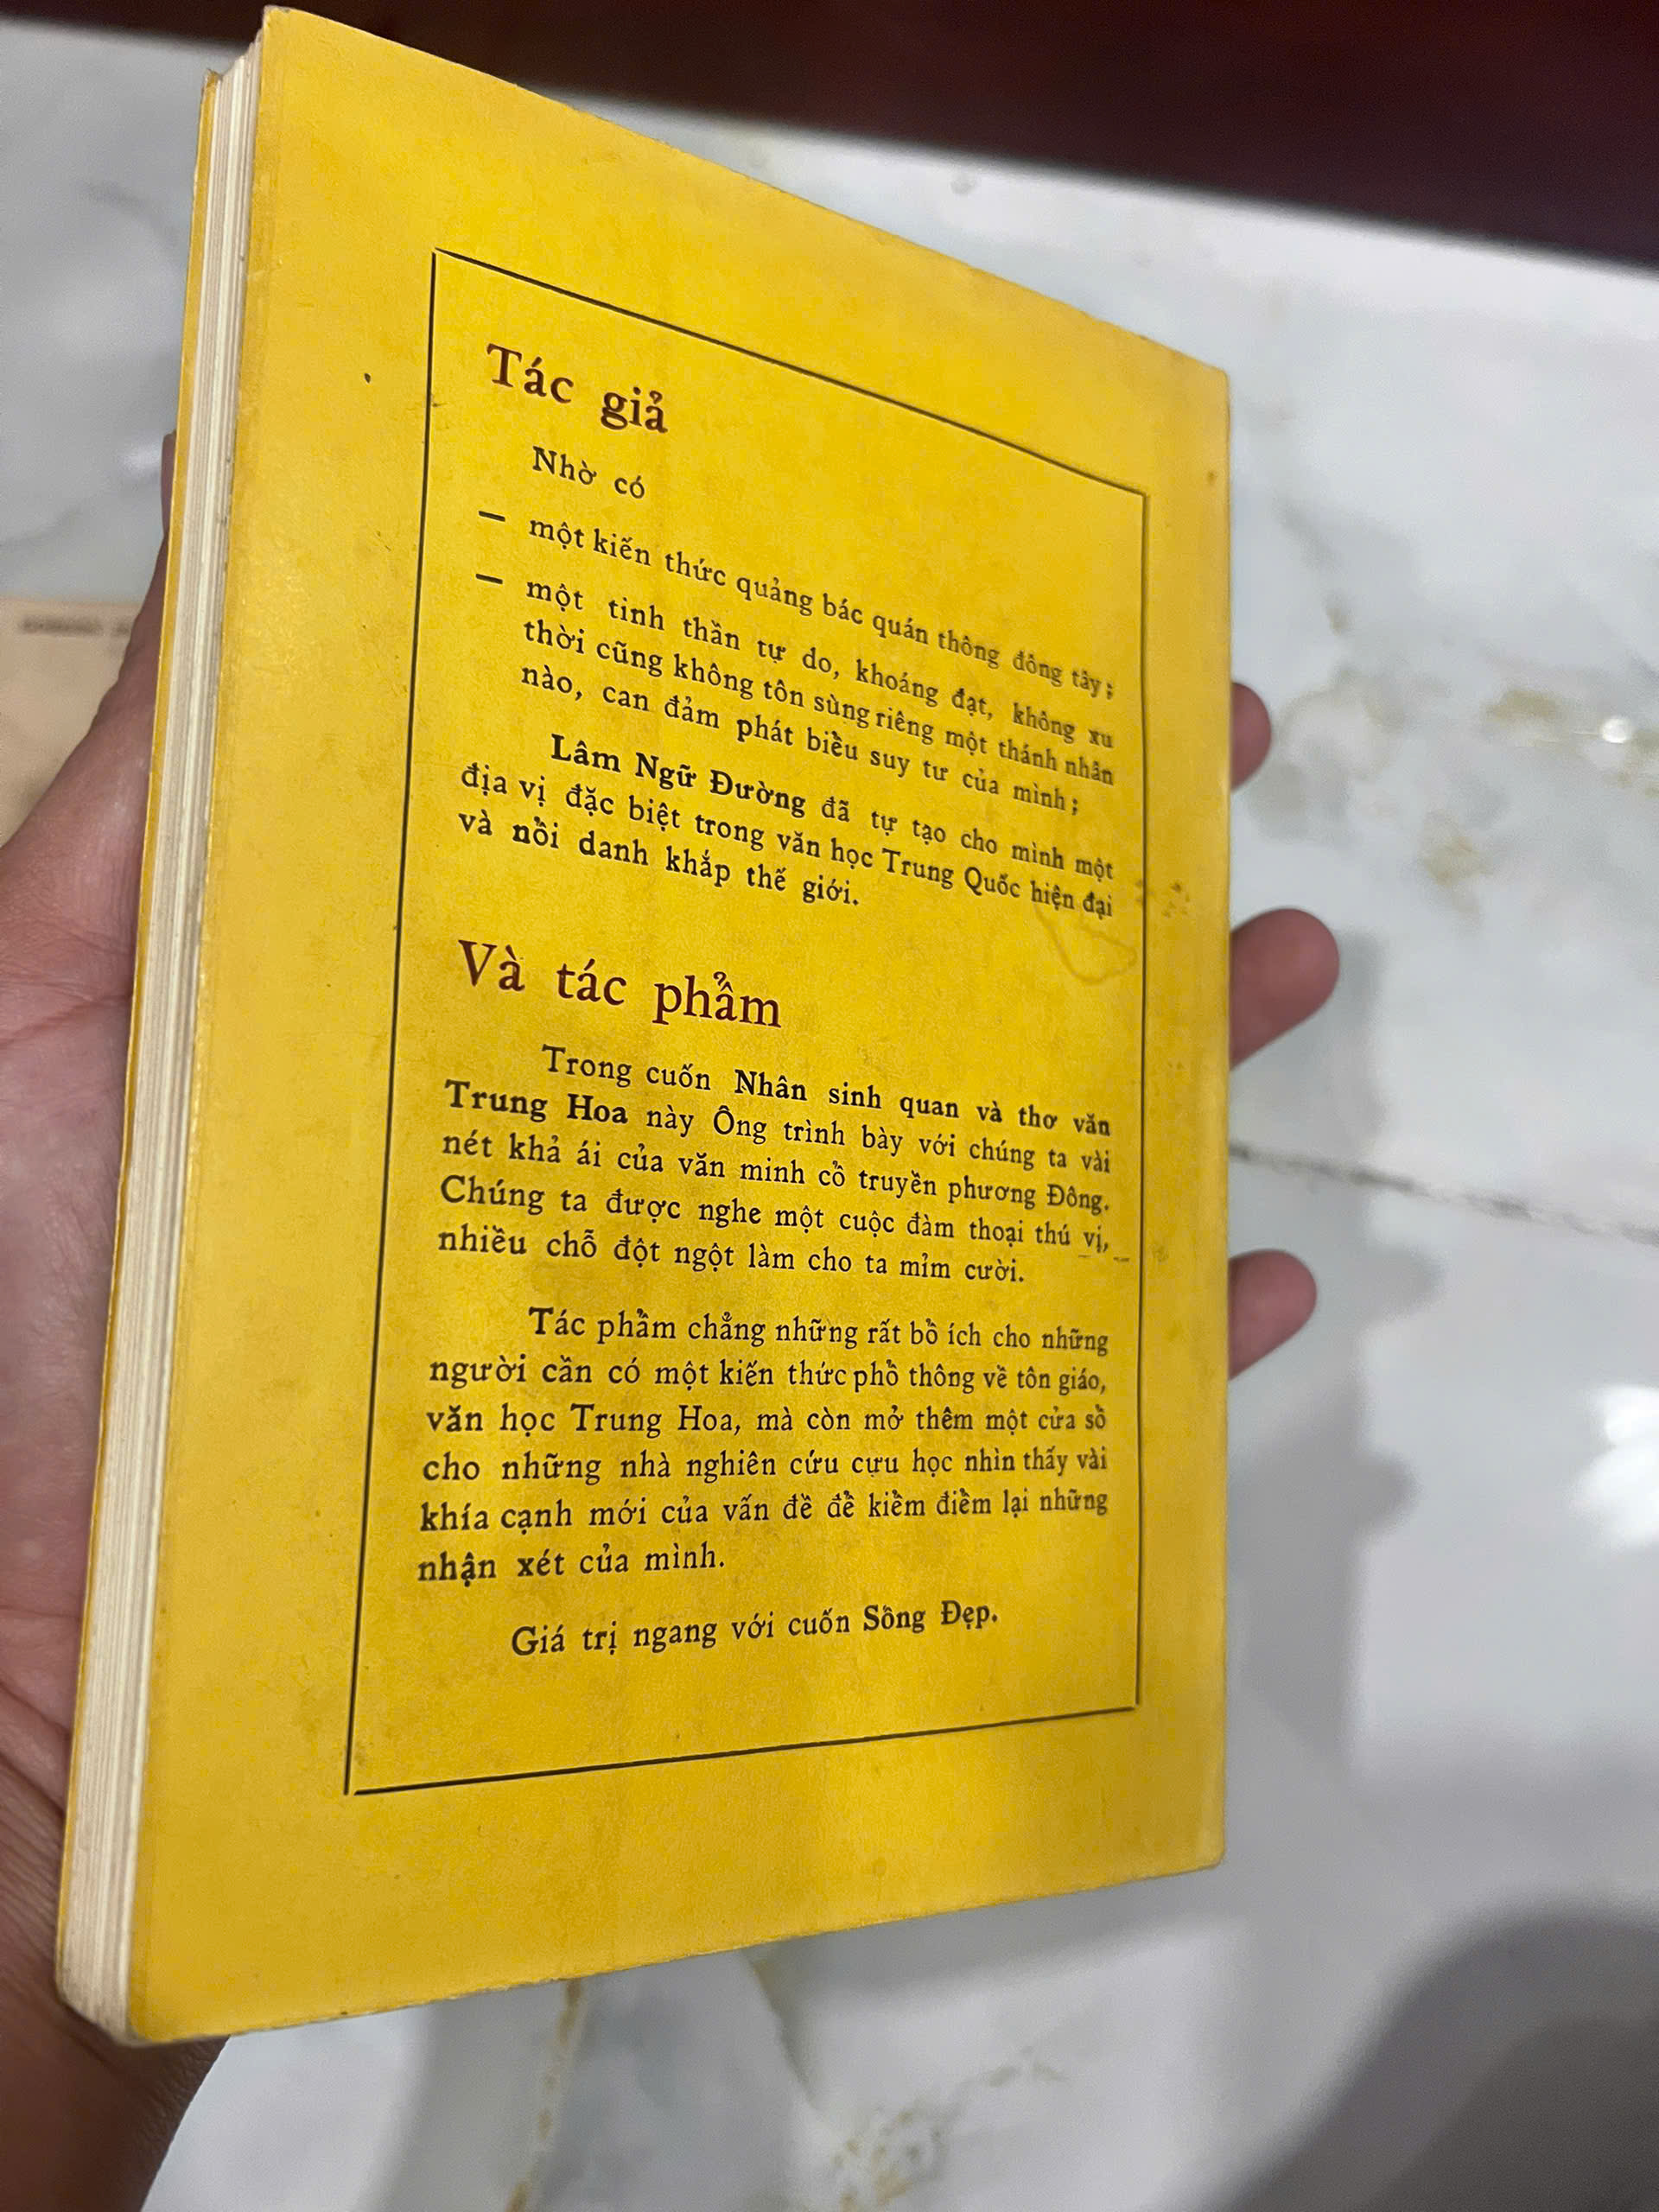 Tác giả
Nhờ có
— một kiến thức quảng bác quán thông đông tây;
— một tinh thần tự do, khoáng đạt, không xu
thời cũng không tôn sùng riêng một thánh nhân
nào, can đảm phát biểu suy tư của mình;
Lâm Ngữ Đường đã tự tạo cho mình một
địa vị đặc biệt trong văn học Trung Quốc hiện đại
và nổi danh khắp thế giới.
Và tác phẩm
Trong cuốn Nhân sinh quan và thơ văn
Trung Hoa này Ông trình bày với chúng ta vài
nét khả ái của văn minh cổ truyền phương Đông.
Chúng ta được nghe một cuộc đàm thoại thú vị,
nhiều chỗ đột ngột làm cho ta mỉm cười.
Tác phẩm chẳng những rất bổ ích cho những
người cần có một kiến thức phổ thông về tôn giáo,
văn học Trung Hoa, mà còn mở thêm một cửa sổ
cho những nhà nghiên cứu cựu học nhìn thấy vài
khía cạnh mới của vấn đề để kiểm điểm lại những
nhận xét của mình.
Giá trị ngang với cuốn Sống Đẹp.